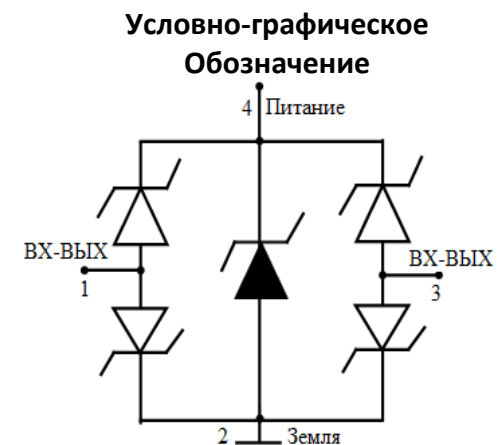 Условно-графическое
Обозначение
4 Питание
ВХ-ВЫХ
1
ВХ-ВЫХ
3
2 Земля